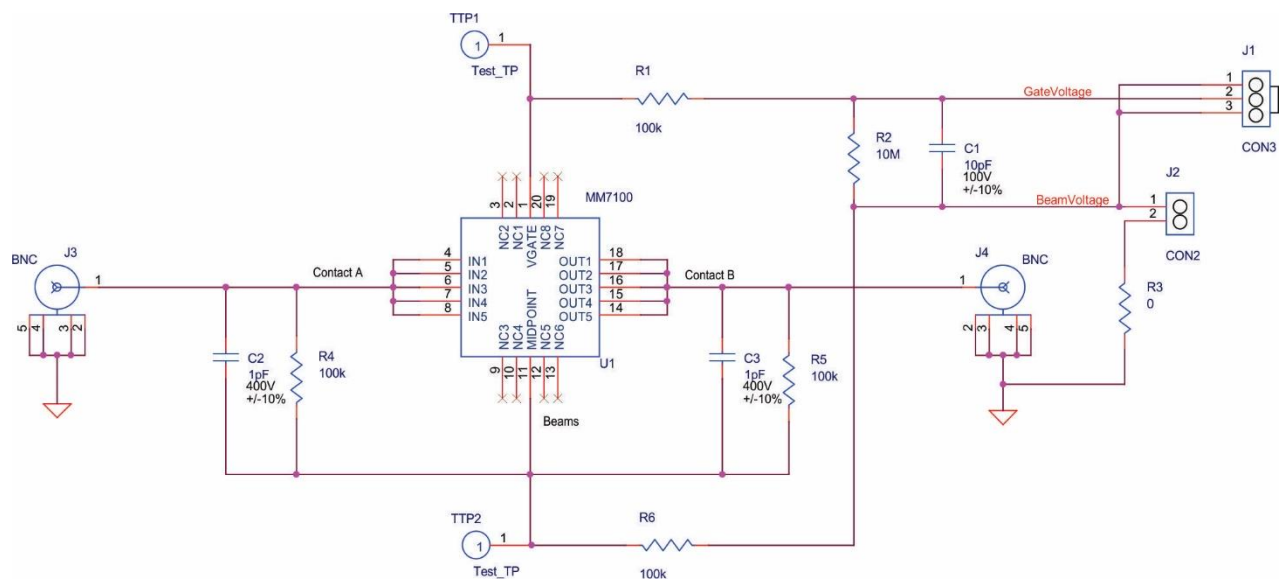 TTP1
1
1
Test_TP
R1
100k
J1
GateVoltage
1
2
3
CON3
R2
10M
C1
10pF
100V
+/-10%
J2
BeamVoltage
1
2
CON2
MM7100
3
2
1
20
19
NC2
NC1
VGATE
NC8
NC7
J3
BNC
1
5
4
3
2
Contact A
4
5
6
7
8
IN1
IN2
IN3
IN4
IN5
OUT1
OUT2
OUT3
OUT4
OUT5
18
17
16
15
14
Contact B
J4
1
BNC
2
3
4
5
R3
0
NC3
NC4
MIDPOINT
NC5
NC6
U1
9
10
11
12
13
C2
1pF
400V
+/-10%
R4
100k
C3
1pF
400V
+/-10%
R5
100k
Beams
TTP2
1
1
Test_TP
R6
100k